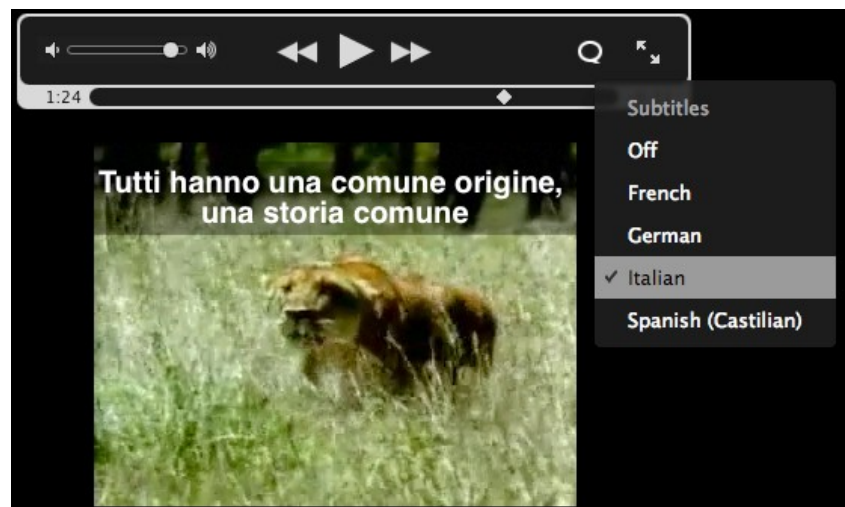 1:24
Subtitles
Off
French
German
✓ Italian
Spanish (Castilian)
Tutti hanno una comune origine,
una storia comune